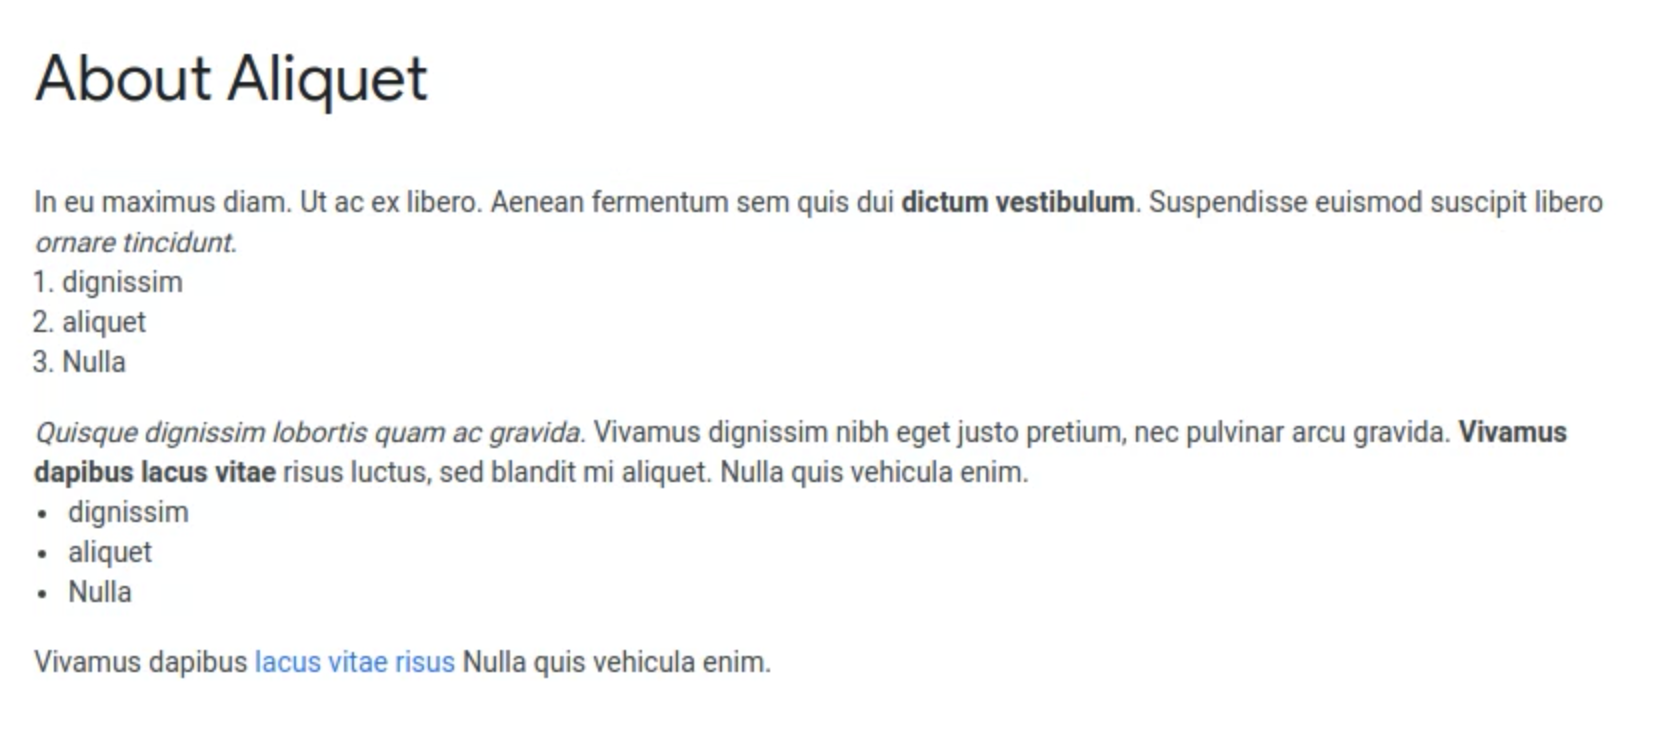 About Aliquet
In eu maximus diam. Ut ac ex libero. Aenean fermentum sem quis dui dictum vestibulum. Suspendisse euismod suscipit libero
ornare tincidunt.
1. dignissim
2. aliquet
3. Nulla
Quisque dignissim lobortis quam ac gravida. Vivamus dignissim nibh eget justo pretium, nec pulvinar arcu gravida. Vivamus
dapibus lacus vitae risus luctus, sed blandit mi aliquet. Nulla quis vehicula enim.
• dignissim
• aliquet
• Nulla
Vivamus dapibus lacus vitae risus Nulla quis vehicula enim.